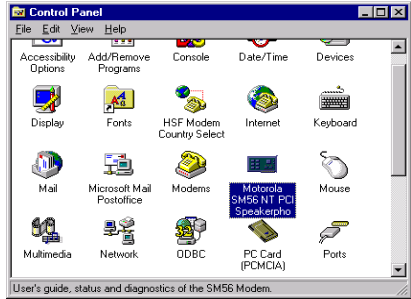 Control Panel
File Edit View Help
Accessibility Options
Add/Remove Programs
Console
Date/Time
Devices
Display
Fonts
HSF Modem Country Select
Internet
Keyboard
Mail
Microsoft Mail Postoffice
Modems
Motorola SM56 NT PCI Speakerpho
Mouse
Multimedia
Network
ODBC
PC Card (PCMCIA)
Ports
User's guide, status and diagnostics of the SM56 Modem.